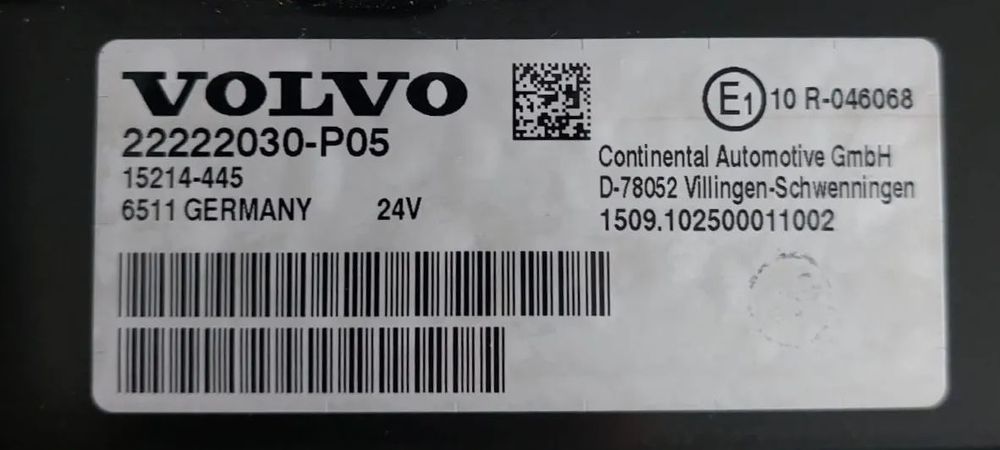 VOLVO
22222030-P05
15214-445
6511 GERMANY 24V
E1 10 R-046068
Continental Automotive GmbH
D-78052 Villingen-Schwenningen
1509.102500011002